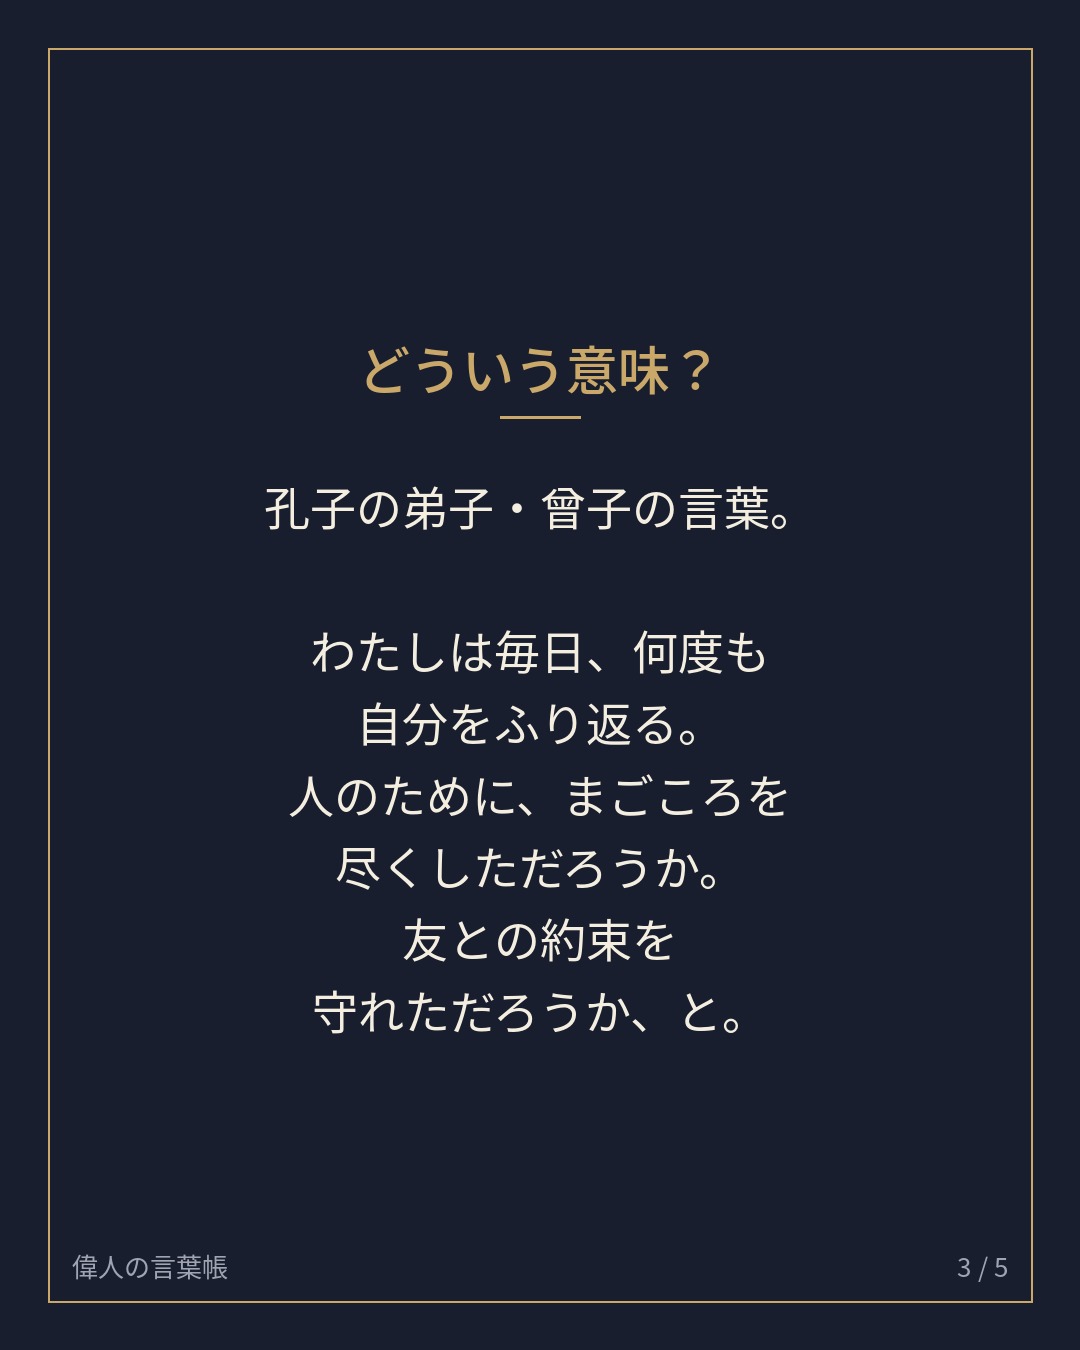 どういう意味？
孔子の弟子・曾子の言葉。
わたしは毎日、何度も
自分をふり返る。
人のために、まごころを
尽くしただろうか。
友との約束を
守れただろうか、と。
偉人の言葉帳
3 / 5